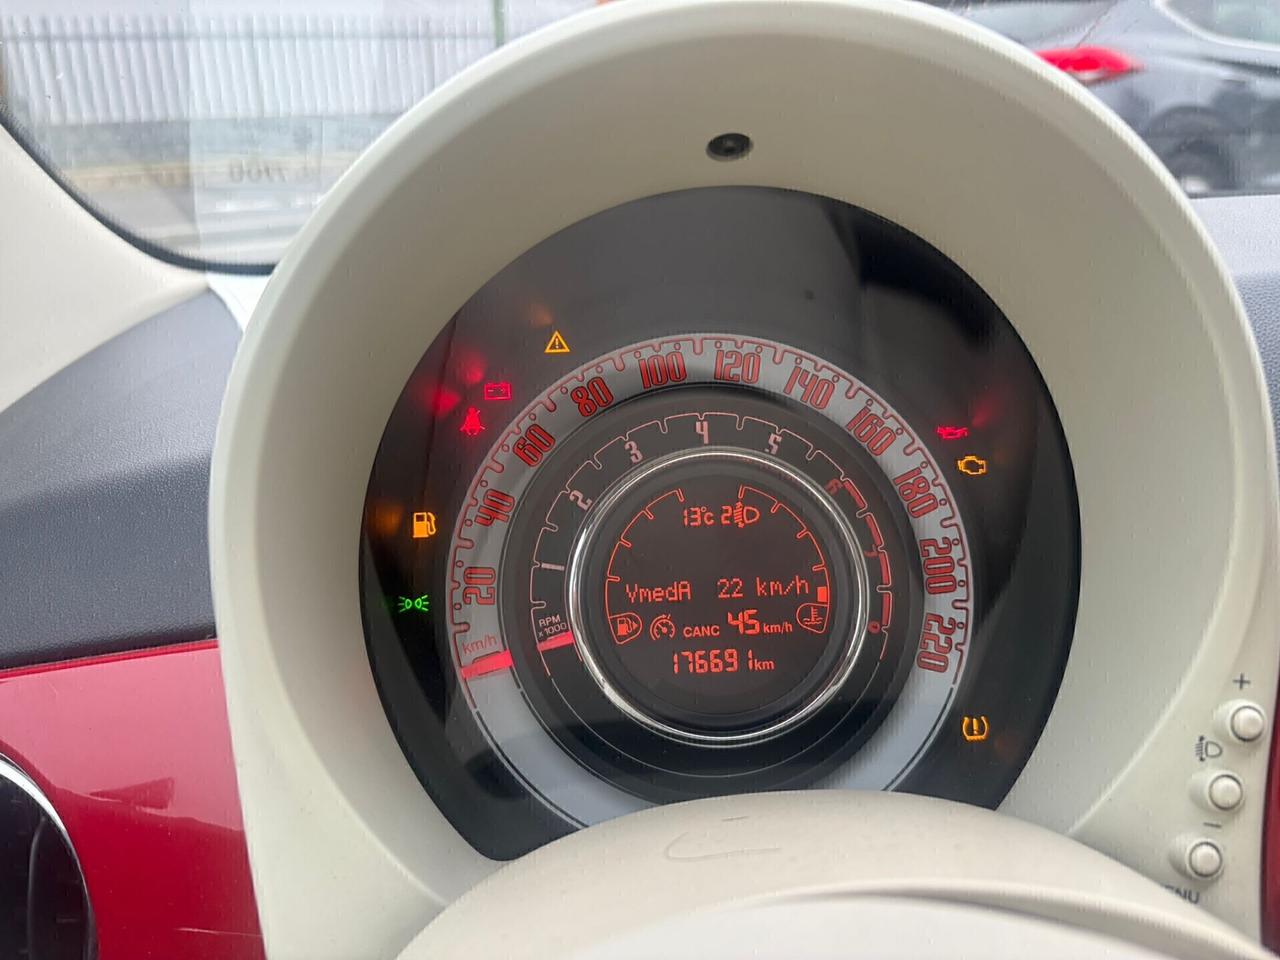 20 40 60 80 100 120 140 160 180 200 220
km/h
1 2 3 4 5 6 7 8
RPM
x1000
13°c 2
VmedA 22 km/h
CANC 45 km/h
176691 km
+
-